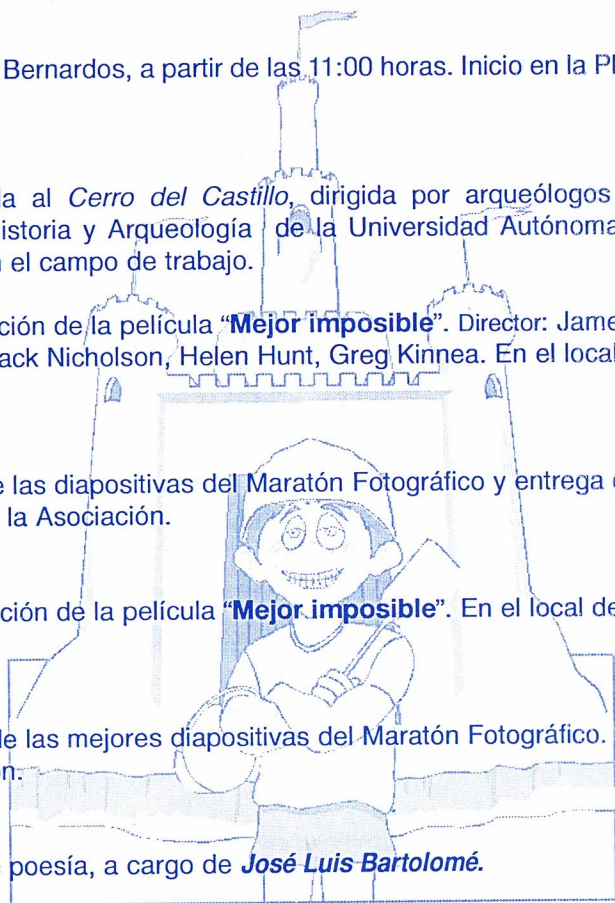 Bernardos, a partir de las 11:00 horas. Inicio en la Pl
da al Cerro del Castillo, dirigida por arqueólogos
istoria y Arqueología de la Universidad Autónoma
n el campo de trabajo.
ción de la película “Mejor imposible”. Director: Jame
ack Nicholson, Helen Hunt, Greg Kinnea. En el local
e las diapositivas del Maratón Fotográfico y entrega
la Asociación.
ción de la película “Mejor imposible”. En el local de
de las mejores diapositivas del Maratón Fotográfico.
n.
poesía, a cargo de José Luis Bartolomé.